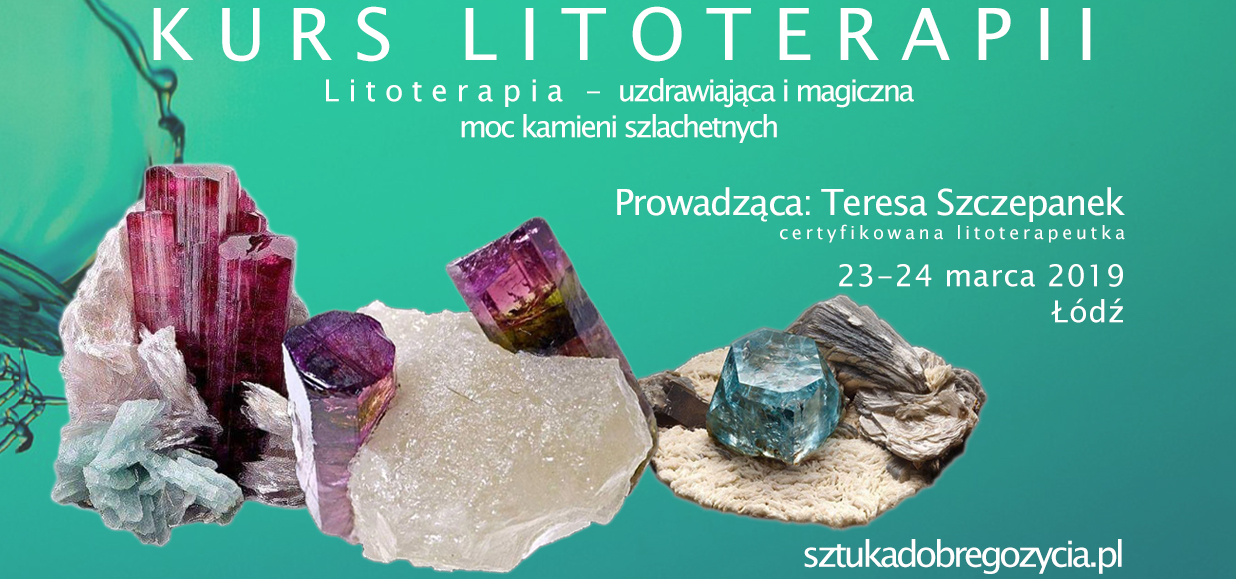 KURS LITOTERAPII
Litoterapia – uzdrawiająca i magiczna
moc kamieni szlachetnych
Prowadząca: Teresa Szczepanek
certyfikowana litoterapeutka
23-24 marca 2019
Łódź
sztukadobregozycia.pl